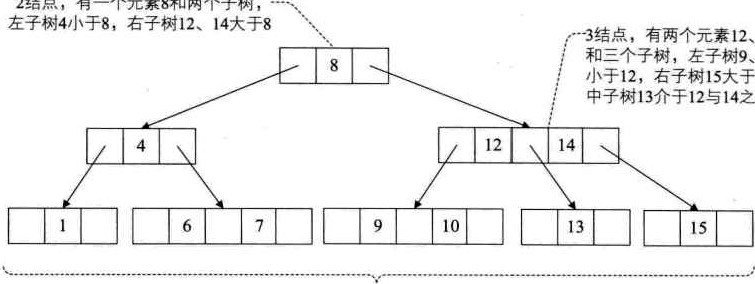 2结点，有一个元素8和两个子树，
左子树4小于8，右子树12、14大于8
3结点，有两个元素12、
和三个子树，左子树9、
小于12，右子树15大于
中子树13介于12与14之
8
4
12 14
1
6 7
9 10
13
15